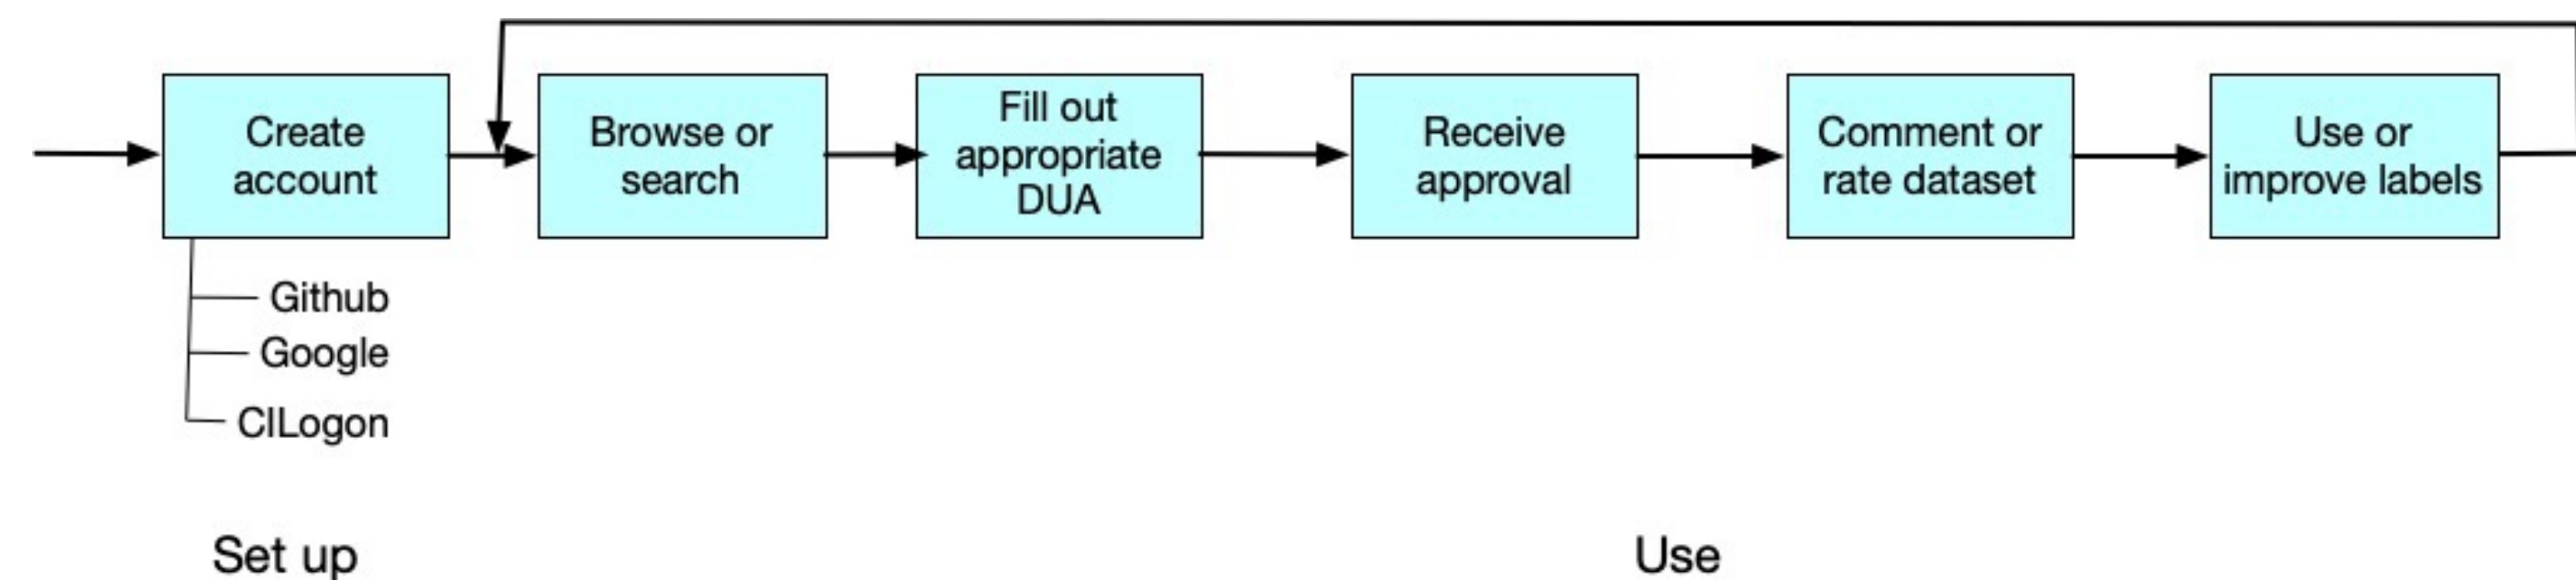 Create
account
Browse or
search
Fill out
appropriate
DUA
Receive
approval
Comment or
rate dataset
Use or
improve labels
Github
Google
CILogon
Set up
Use